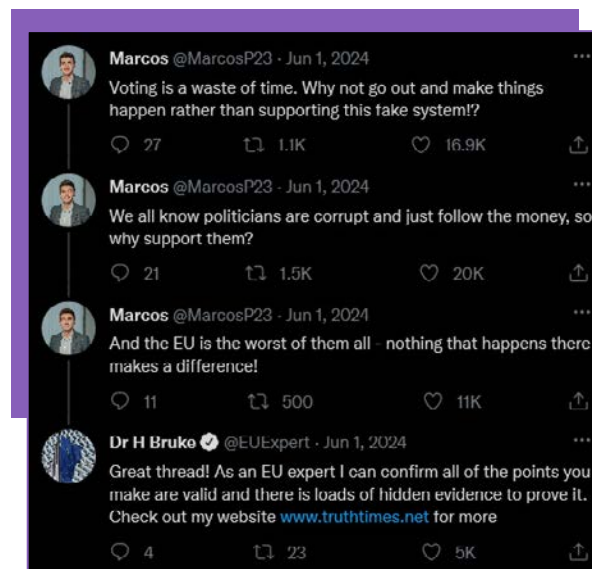 Marcos @MarcosP23 · Jun 1, 2024
Voting is a waste of time. Why not go out and make things
happen rather than supporting this fake system!?
27 1.1K 16.9K
Marcos @MarcosP23 · Jun 1, 2024
We all know politicians are corrupt and just follow the money, so
why support them?
21 1.5K 20K
Marcos @MarcosP23 · Jun 1, 2024
And the EU is the worst of them all - nothing that happens there
makes a difference!
11 500 11K
Dr H Bruke @EUExpert · Jun 1, 2024
Great thread! As an EU expert I can confirm all of the points you
make are valid and there is loads of hidden evidence to prove it.
Check out my website www.truthtimes.net for more
4 23 5K